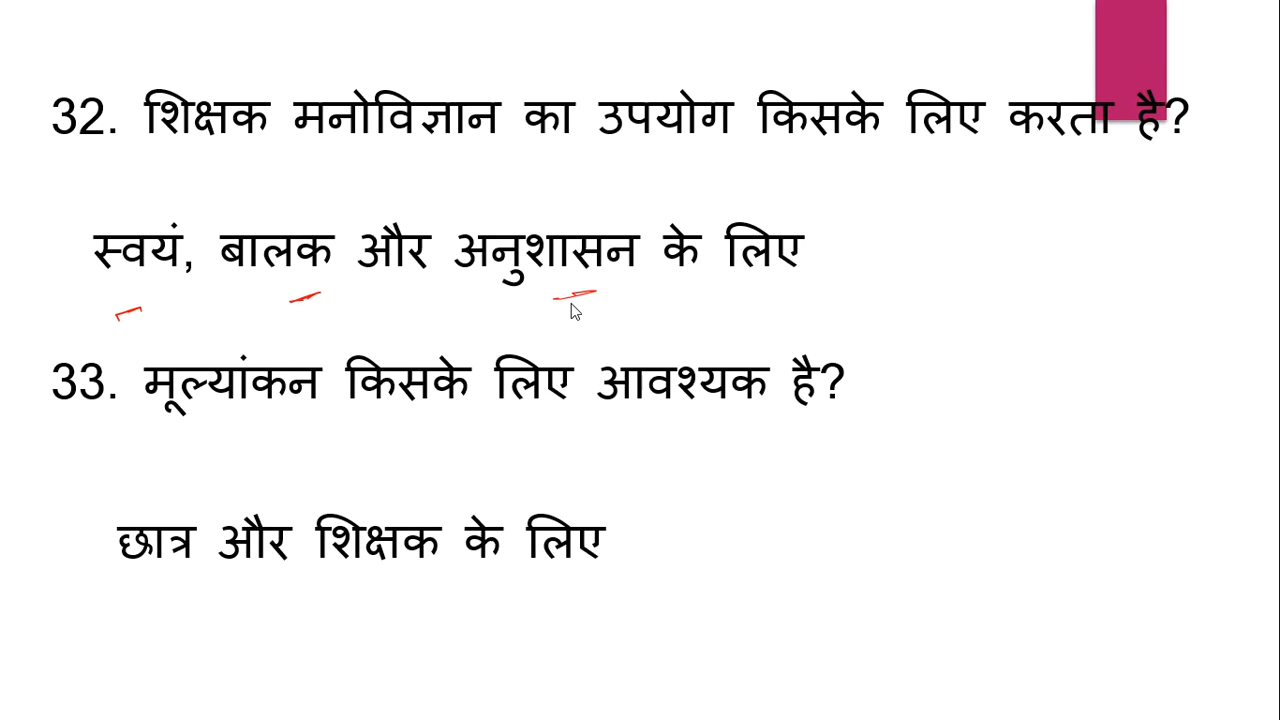 32. शिक्षक मनोविज्ञान का उपयोग किसके लिए करता है?
स्वयं, बालक और अनुशासन के लिए
33. मूल्यांकन किसके लिए आवश्यक है?
छात्र और शिक्षक के लिए